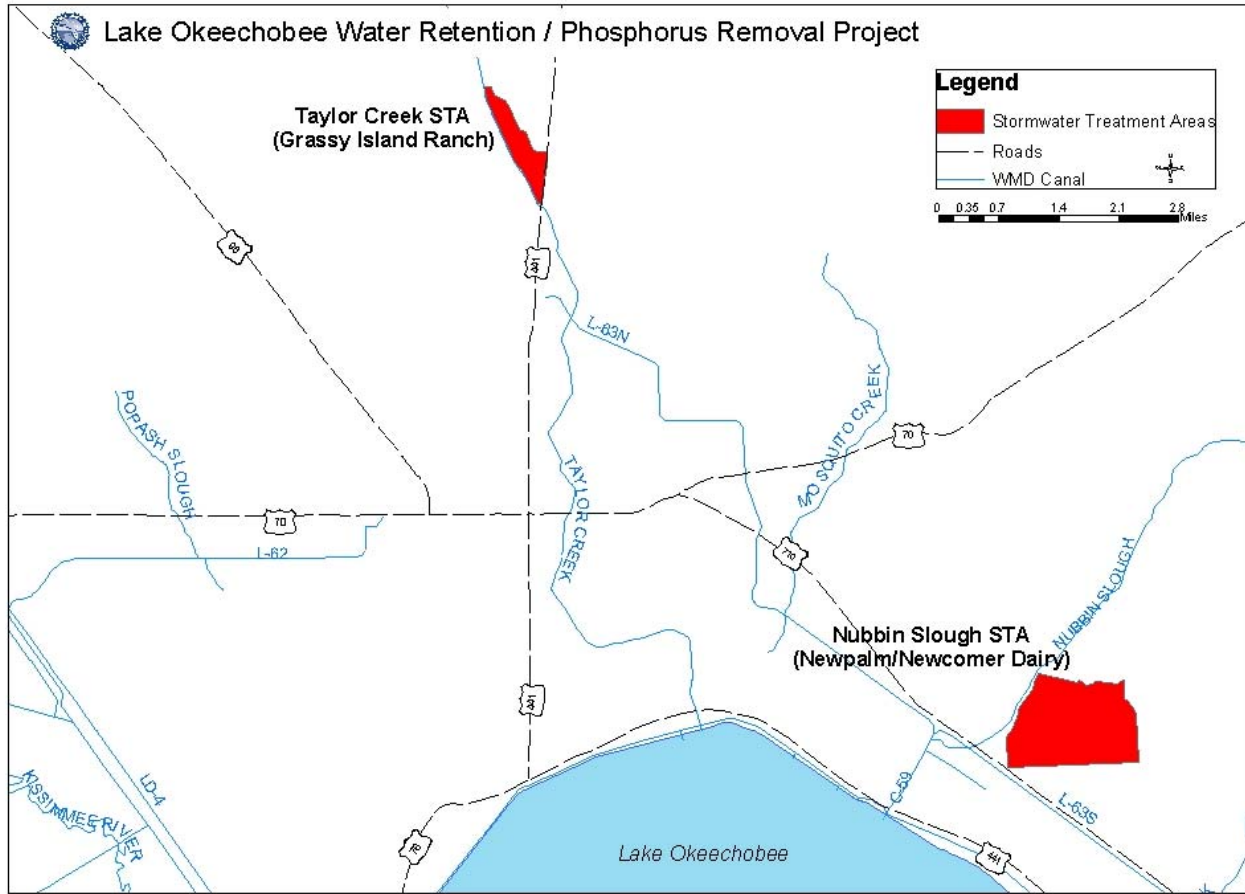 Lake Okeechobee Water Retention / Phosphorus Removal Project
Legend
Stormwater Treatment Areas
Roads
WMD Canal
0 0.35 0.7 1.4 2.1 2.8
Miles
Taylor Creek STA
(Grassy Island Ranch)
98
441
L-63N
POPASH SLOUGH
MOSQUITO CREEK
70
TAYLOR CREEK
70
L-62
710
NUBBIN SLOUGH
Nubbin Slough STA
(Newpalm/Newcomer Dairy)
441
LD-4
KISSIMMEE RIVER
C-59
L-63S
78
Lake Okeechobee
441